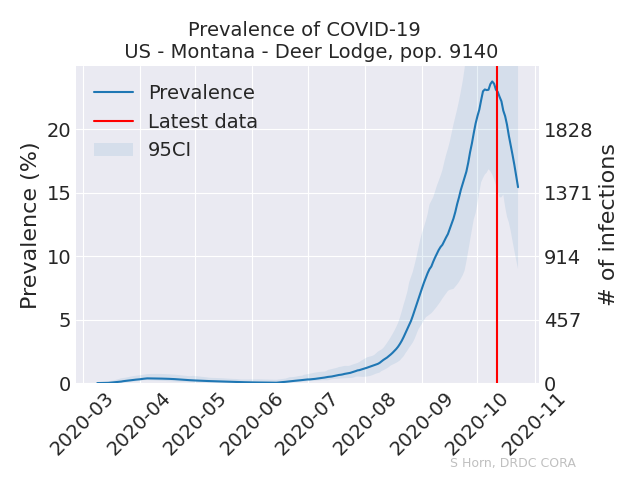 Prevalence of COVID-19
US - Montana - Deer Lodge, pop. 9140
Prevalence
Latest data
95CI
Prevalence (%)
20
15
10
5
0
1828
1371
914
457
0
# of infections
2020-03
2020-04
2020-05
2020-06
2020-07
2020-08
2020-09
2020-10
2020-11
S Horn, DRDC CORA